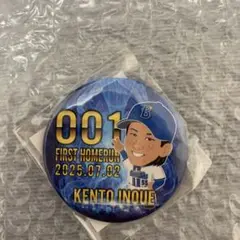 001
FIRST HOMERUN
2025.07.02
KENTO INOUE